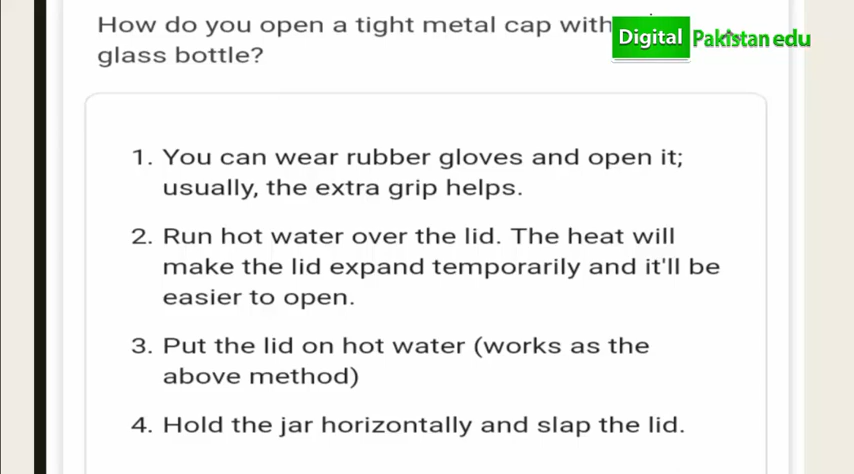 How do you open a tight metal cap with
glass bottle?
Digital Pakistan edu
1. You can wear rubber gloves and open it;
usually, the extra grip helps.
2. Run hot water over the lid. The heat will
make the lid expand temporarily and it'll be
easier to open.
3. Put the lid on hot water (works as the
above method)
4. Hold the jar horizontally and slap the lid.